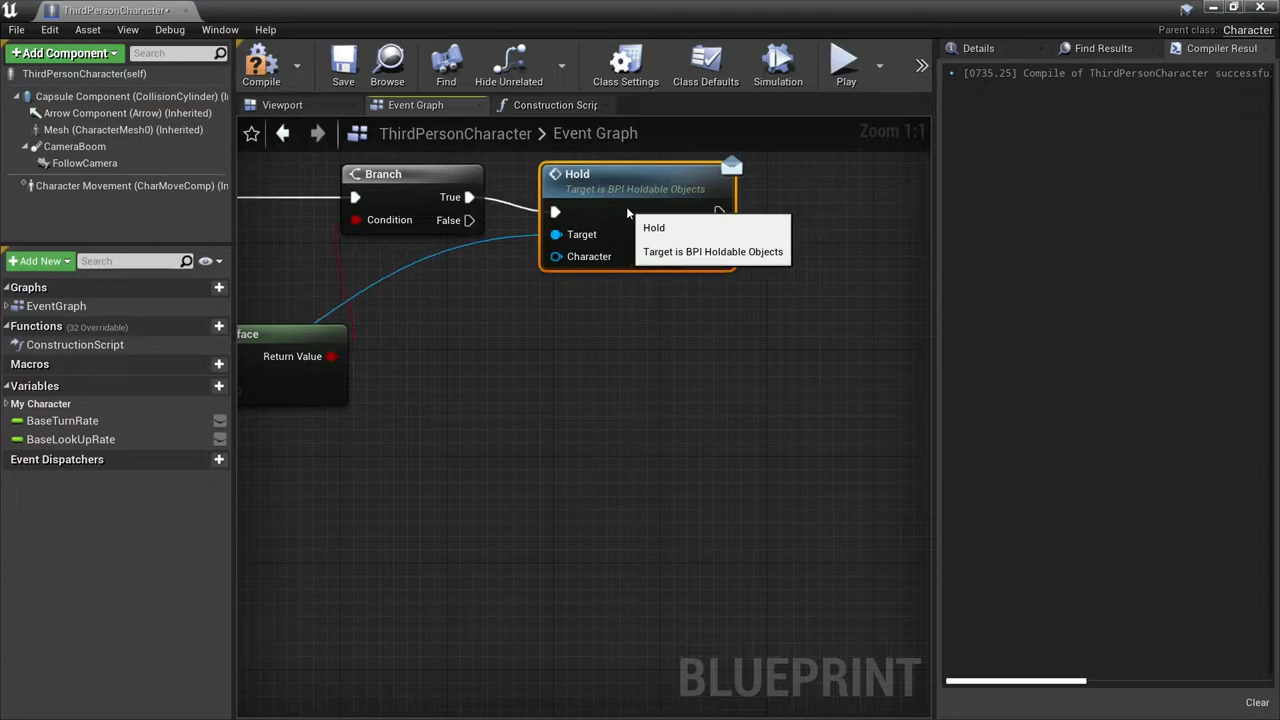 ThirdPersonCharacter*
File Edit Asset View Debug Window Help
Parent class: Character
+Add Component
Search
ThirdPersonCharacter(self)
Capsule Component (CollisionCylinder) (I
Arrow Component (Arrow) (Inherited)
Mesh (CharacterMesh0) (Inherited)
CameraBoom
FollowCamera
Character Movement (CharMoveComp) (In
+Add New
Search
Graphs
EventGraph
Functions (32 Overridable)
ConstructionScript
Macros
Variables
My Character
BaseTurnRate
BaseLookUpRate
Event Dispatchers
Compile
Save
Browse
Find
Hide Unrelated
Class Settings
Class Defaults
Simulation
Play
Viewport
Event Graph
Construction Scrip
ThirdPersonCharacter > Event Graph
Zoom 1:1
Branch
True
Condition
False
Hold
Target is BPI Holdable Objects
Target
Character
Hold
Target is BPI Holdable Objects
face
Return Value
BLUEPRINT
Details
Find Results
Compiler Resul
[0735.25] Compile of ThirdPersonCharacter successfu
Clear